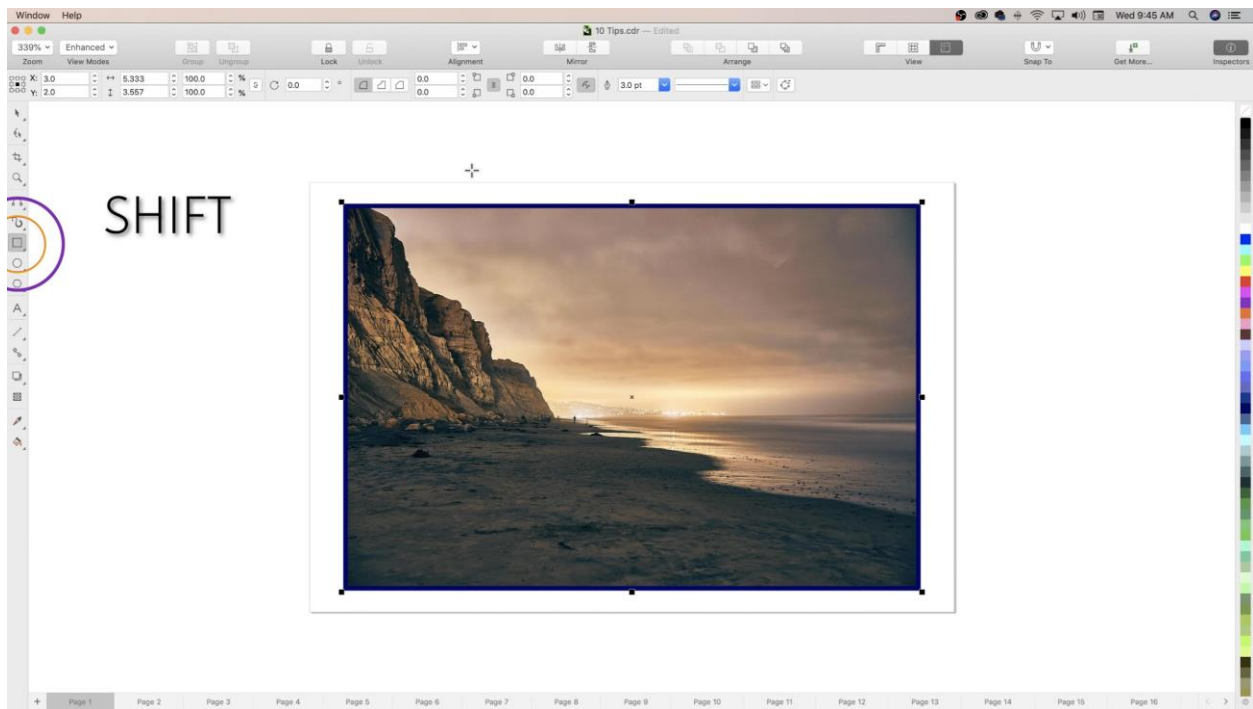 Window Help Wed 9:45 AM
10 Tips.cdr — Edited
339% Enhanced
Zoom View Modes Group Ungroup Lock Unlock Alignment Mirror Arrange View Snap To Get More... Inspectors
X: 3.0 5.333 100.0 % 0.0 ° 0.0 0.0 3.0 pt
Y: 2.0 3.557 100.0 % 0.0 0.0
SHIFT
A
+ Page 1 Page 2 Page 3 Page 4 Page 5 Page 6 Page 7 Page 8 Page 9 Page 10 Page 11 Page 12 Page 13 Page 14 Page 15 Page 16